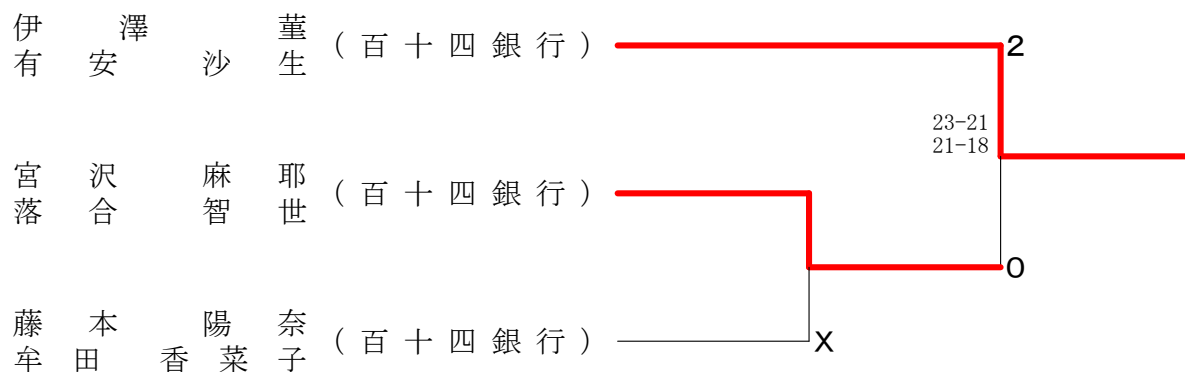 伊澤菫 (百十四銀行) 2
有安沙生
23-21
21-18
宮沢麻耶 (百十四銀行)
落合智世
0
藤本陽奈 (百十四銀行) X
牟田香菜子